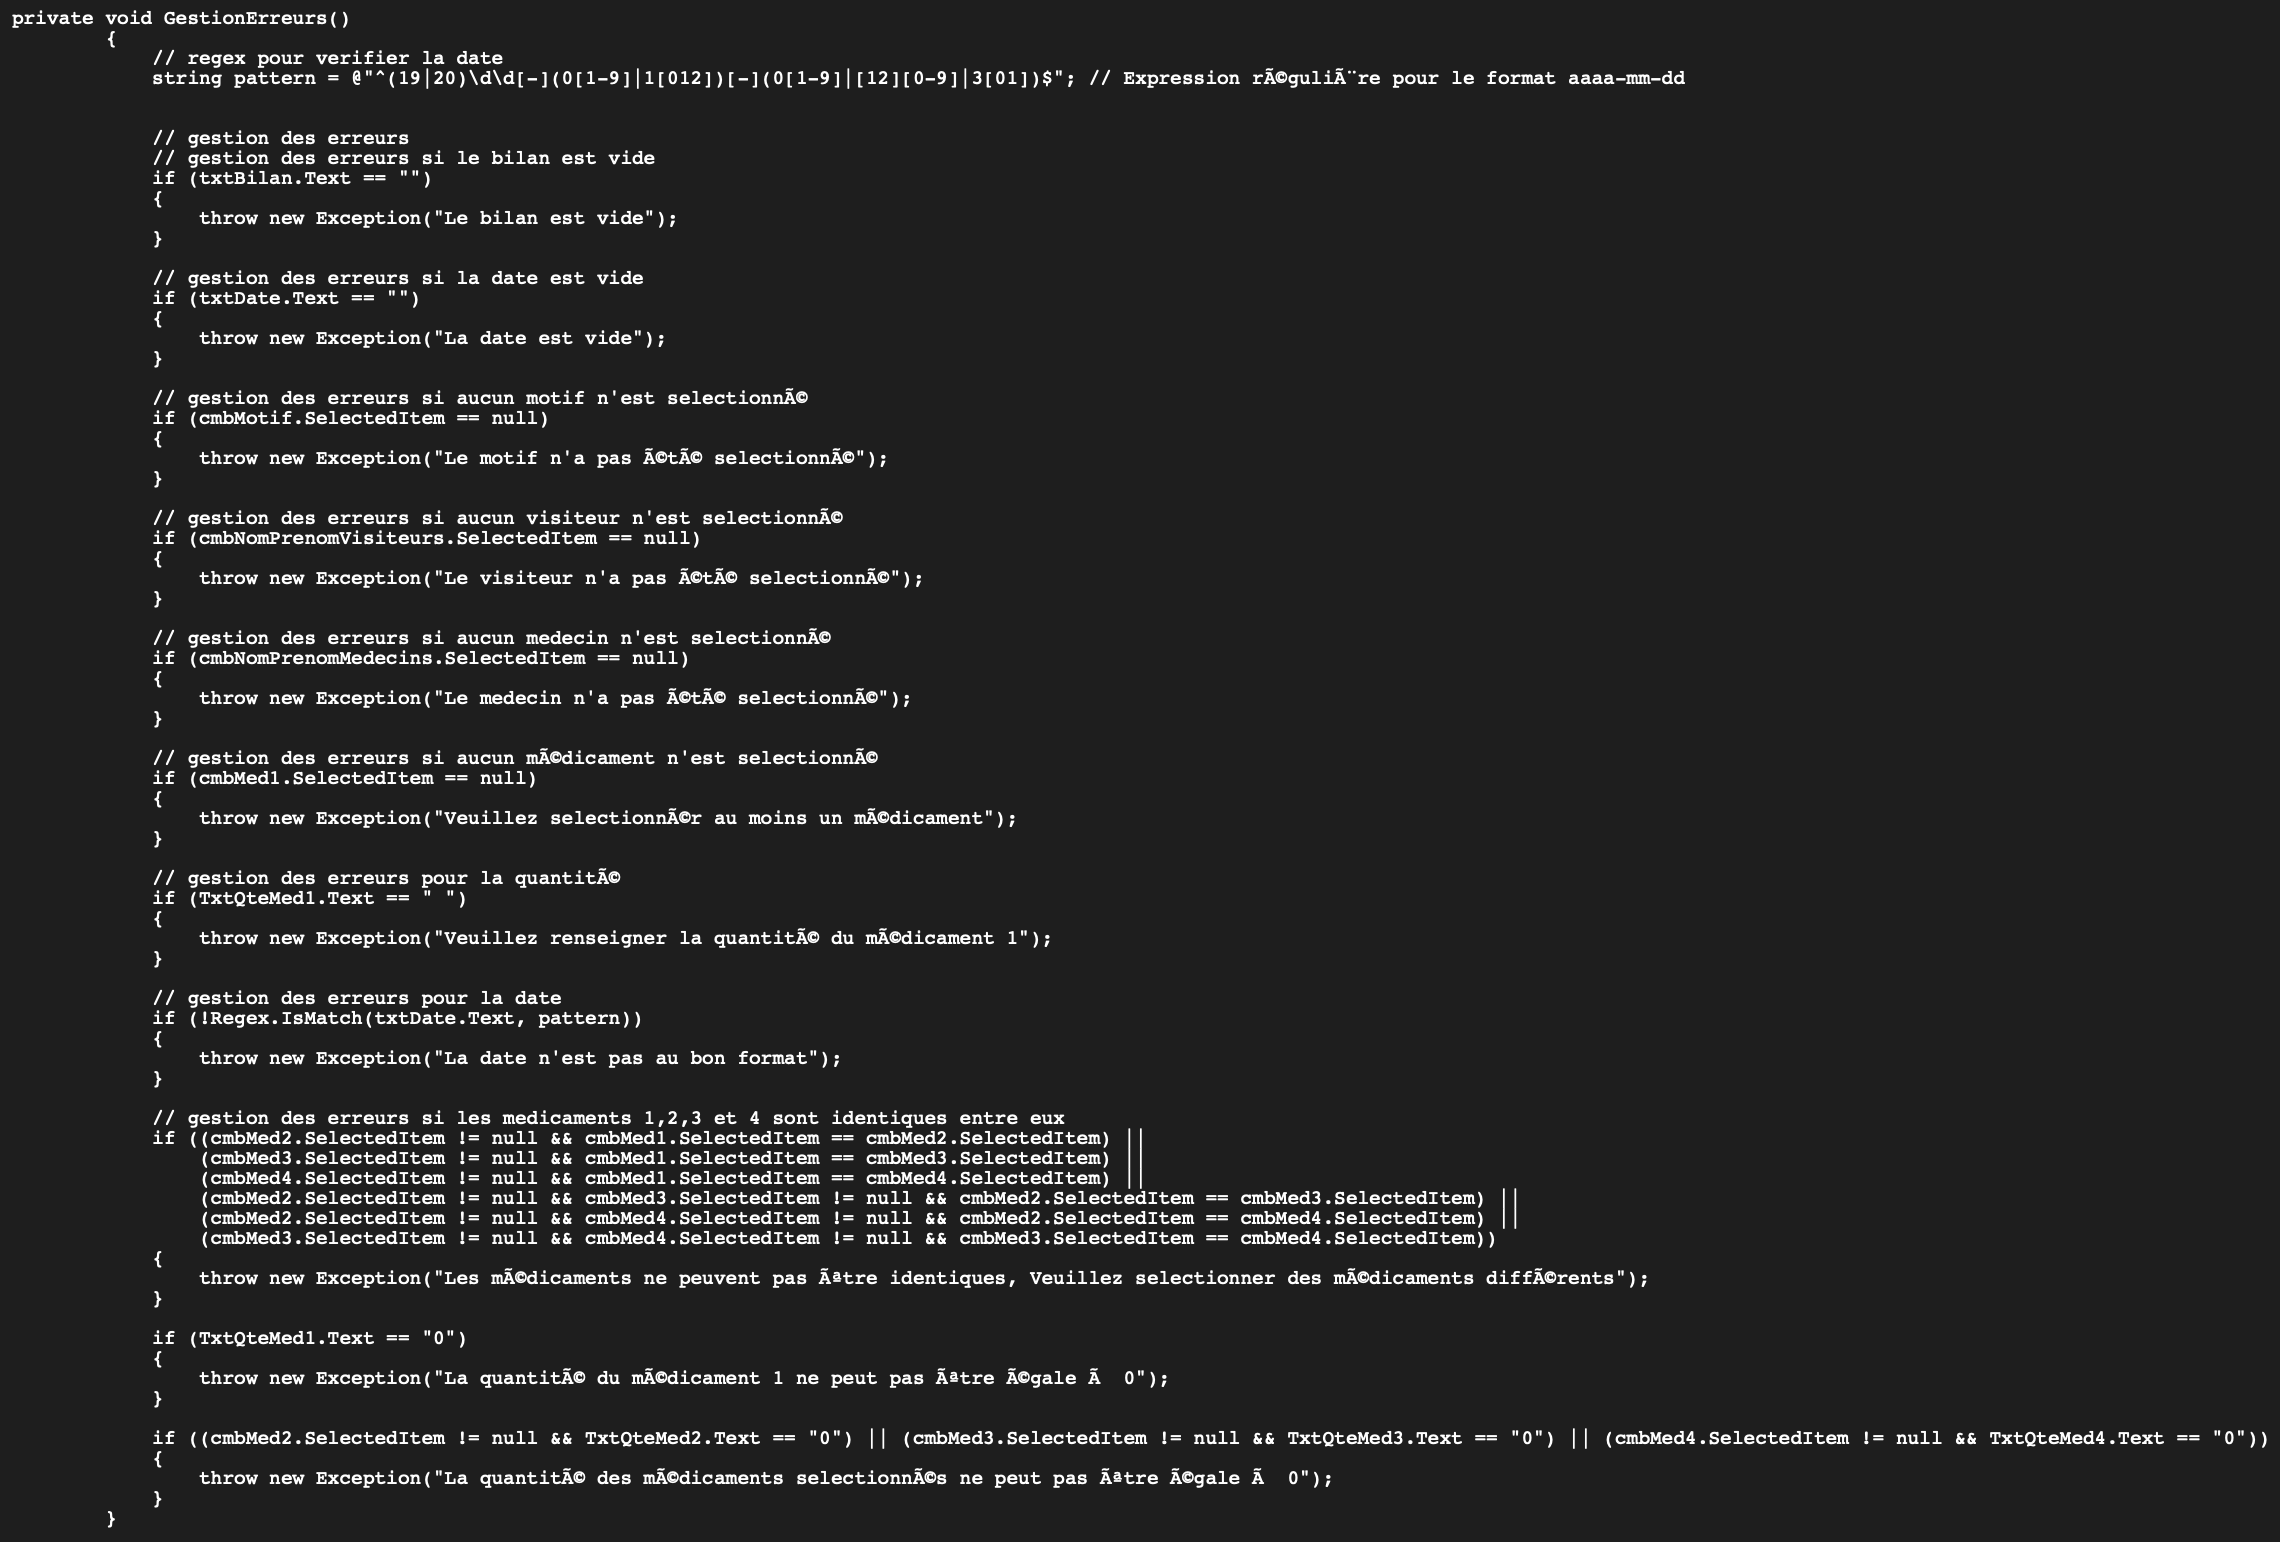 private void GestionErreurs()
{
// regex pour verifier la date
string pattern = @"^(19|20)\d\d[-](0[1-9]|1[012])[-](0[1-9]|[12][0-9]|3[01])$"; // Expression rÃ©guliÃ¨re pour le format aaaa-mm-dd
// gestion des erreurs
// gestion des erreurs si le bilan est vide
if (txtBilan.Text == "")
{
throw new Exception("Le bilan est vide");
}
// gestion des erreurs si la date est vide
if (txtDate.Text == "")
{
throw new Exception("La date est vide");
}
// gestion des erreurs si aucun motif n'est selectionnÃ©
if (cmbMotif.SelectedItem == null)
{
throw new Exception("Le motif n'a pas Ã©tÃ© selectionnÃ©");
}
// gestion des erreurs si aucun visiteur n'est selectionnÃ©
if (cmbNomPrenomVisiteurs.SelectedItem == null)
{
throw new Exception("Le visiteur n'a pas Ã©tÃ© selectionnÃ©");
}
// gestion des erreurs si aucun medecin n'est selectionnÃ©
if (cmbNomPrenomMedecins.SelectedItem == null)
{
throw new Exception("Le medecin n'a pas Ã©tÃ© selectionnÃ©");
}
// gestion des erreurs si aucun mÃ©dicament n'est selectionnÃ©
if (cmbMed1.SelectedItem == null)
{
throw new Exception("Veuillez selectionnÃ©r au moins un mÃ©dicament");
}
// gestion des erreurs pour la quantitÃ©
if (TxtQteMed1.Text == " ")
{
throw new Exception("Veuillez renseigner la quantitÃ© du mÃ©dicament 1");
}
// gestion des erreurs pour la date
if (!Regex.IsMatch(txtDate.Text, pattern))
{
throw new Exception("La date n'est pas au bon format");
}
// gestion des erreurs si les medicaments 1,2,3 et 4 sont identiques entre eux
if ((cmbMed2.SelectedItem != null && cmbMed1.SelectedItem == cmbMed2.SelectedItem) ||
(cmbMed3.SelectedItem != null && cmbMed1.SelectedItem == cmbMed3.SelectedItem) ||
(cmbMed4.SelectedItem != null && cmbMed1.SelectedItem == cmbMed4.SelectedItem) ||
(cmbMed2.SelectedItem != null && cmbMed3.SelectedItem != null && cmbMed2.SelectedItem == cmbMed3.SelectedItem) ||
(cmbMed2.SelectedItem != null && cmbMed4.SelectedItem != null && cmbMed2.SelectedItem == cmbMed4.SelectedItem) ||
(cmbMed3.SelectedItem != null && cmbMed4.SelectedItem != null && cmbMed3.SelectedItem == cmbMed4.SelectedItem))
{
throw new Exception("Les mÃ©dicaments ne peuvent pas Ãªtre identiques, Veuillez selectionner des mÃ©dicaments diffÃ©rents");
}
if (TxtQteMed1.Text == "0")
{
throw new Exception("La quantitÃ© du mÃ©dicament 1 ne peut pas Ãªtre Ã©gale Ã  0");
}
if ((cmbMed2.SelectedItem != null && TxtQteMed2.Text == "0") || (cmbMed3.SelectedItem != null && TxtQteMed3.Text == "0") || (cmbMed4.SelectedItem != null && TxtQteMed4.Text == "0"))
{
throw new Exception("La quantitÃ© des mÃ©dicaments selectionnÃ©s ne peut pas Ãªtre Ã©gale Ã  0");
}
}